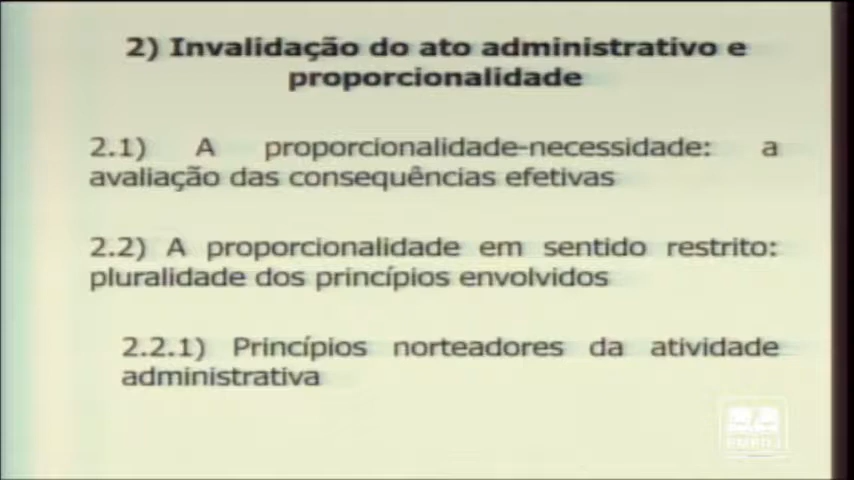 2) Invalidação do ato administrativo e
proporcionalidade
2.1) A proporcionalidade-necessidade: a
avaliação das consequências efetivas
2.2) A proporcionalidade em sentido restrito:
pluralidade dos princípios envolvidos
2.2.1) Princípios norteadores da atividade
administrativa